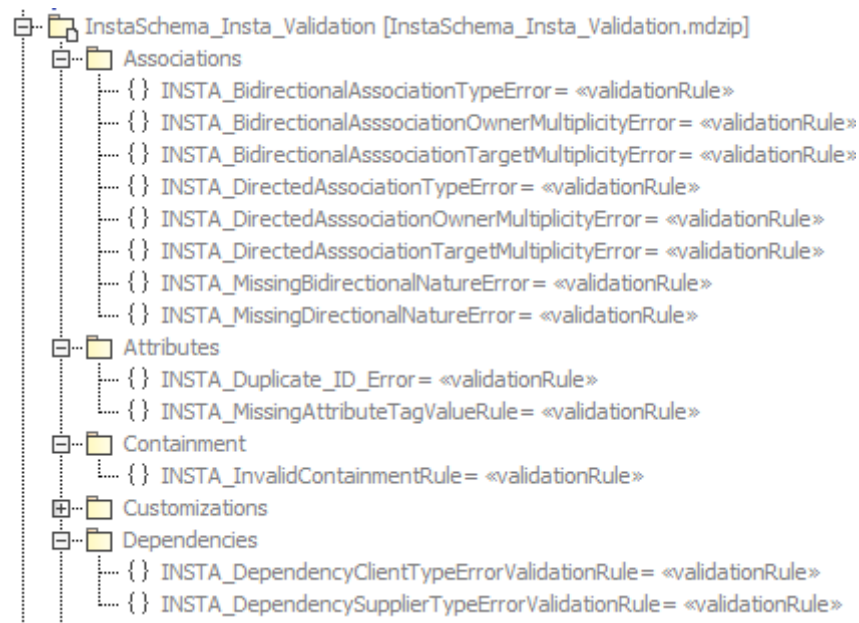 InstaSchema_Insta_Validation [InstaSchema_Insta_Validation.mdzip]
Associations
{} INSTA_BidirectionalAssociationTypeError= «validationRule»
{} INSTA_BidirectionalAsssociationOwnerMultiplicityError= «validationRule»
{} INSTA_BidirectionalAsssociationTargetMultiplicityError= «validationRule»
{} INSTA_DirectedAssociationTypeError= «validationRule»
{} INSTA_DirectedAsssociationOwnerMultiplicityError= «validationRule»
{} INSTA_DirectedAsssociationTargetMultiplicityError= «validationRule»
{} INSTA_MissingBidirectionalNatureError= «validationRule»
{} INSTA_MissingDirectionalNatureError= «validationRule»
Attributes
{} INSTA_Duplicate_ID_Error= «validationRule»
{} INSTA_MissingAttributeTagValueRule= «validationRule»
Containment
{} INSTA_InvalidContainmentRule= «validationRule»
Customizations
Dependencies
{} INSTA_DependencyClientTypeErrorValidationRule= «validationRule»
{} INSTA_DependencySupplierTypeErrorValidationRule= «validationRule»